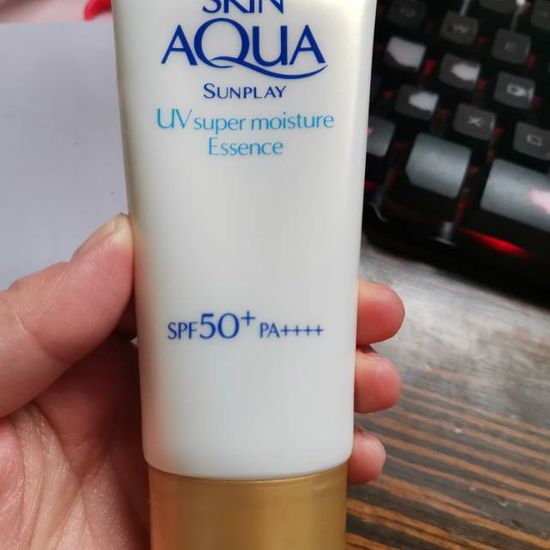 SKIN
AQUA
SUNPLAY
UV super moisture
Essence
SPF50+ PA++++